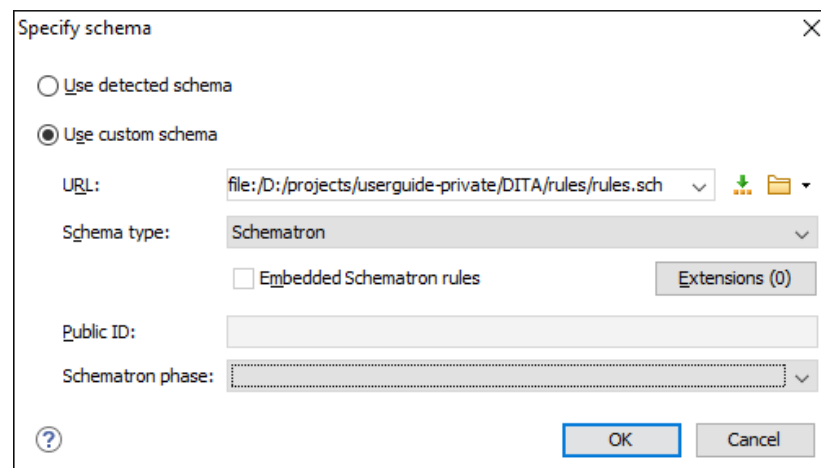 Specify schema
Use detected schema
Use custom schema
URL: file:/D:/projects/userguide-private/DITA/rules/rules.sch
Schema type: Schematron
Embedded Schematron rules Extensions (0)
Public ID:
Schematron phase:
? OK Cancel